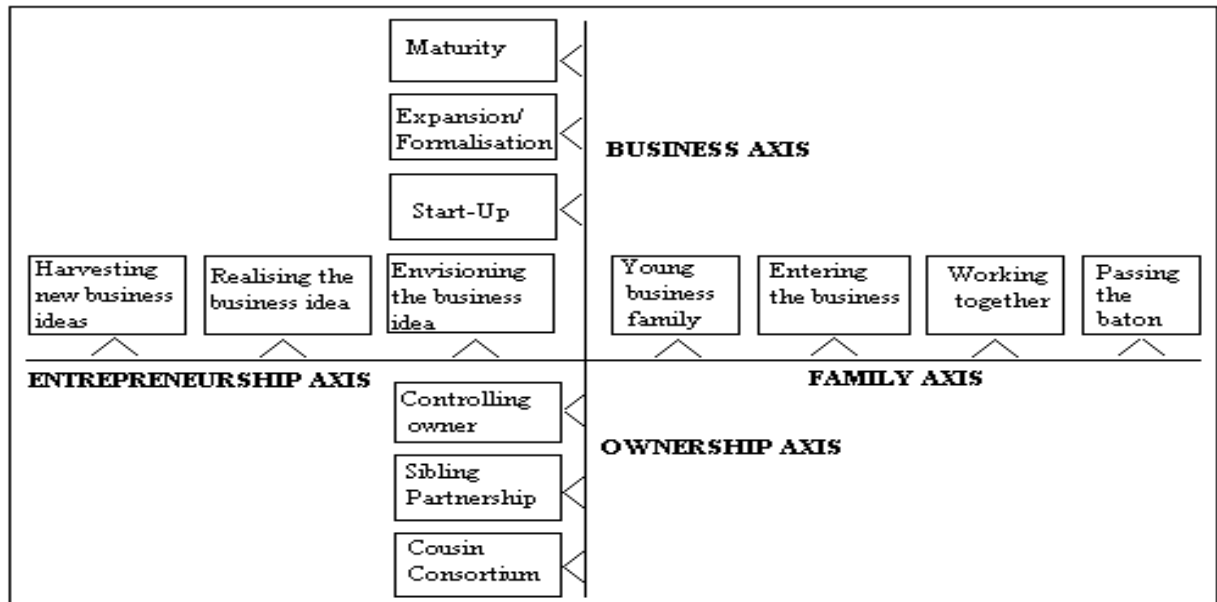 Maturity
Expansion/
Formalisation
BUSINESS AXIS
Start-Up
Harvesting
new business
ideas
Realising the
business idea
Envisioning
the business
idea
Young
business
family
Entering
the business
Working
together
Passing
the
baton
ENTREPRENEURSHIP AXIS
FAMILY AXIS
Controlling
owner
OWNERSHIP AXIS
Sibling
Partnership
Cousin
Consortium